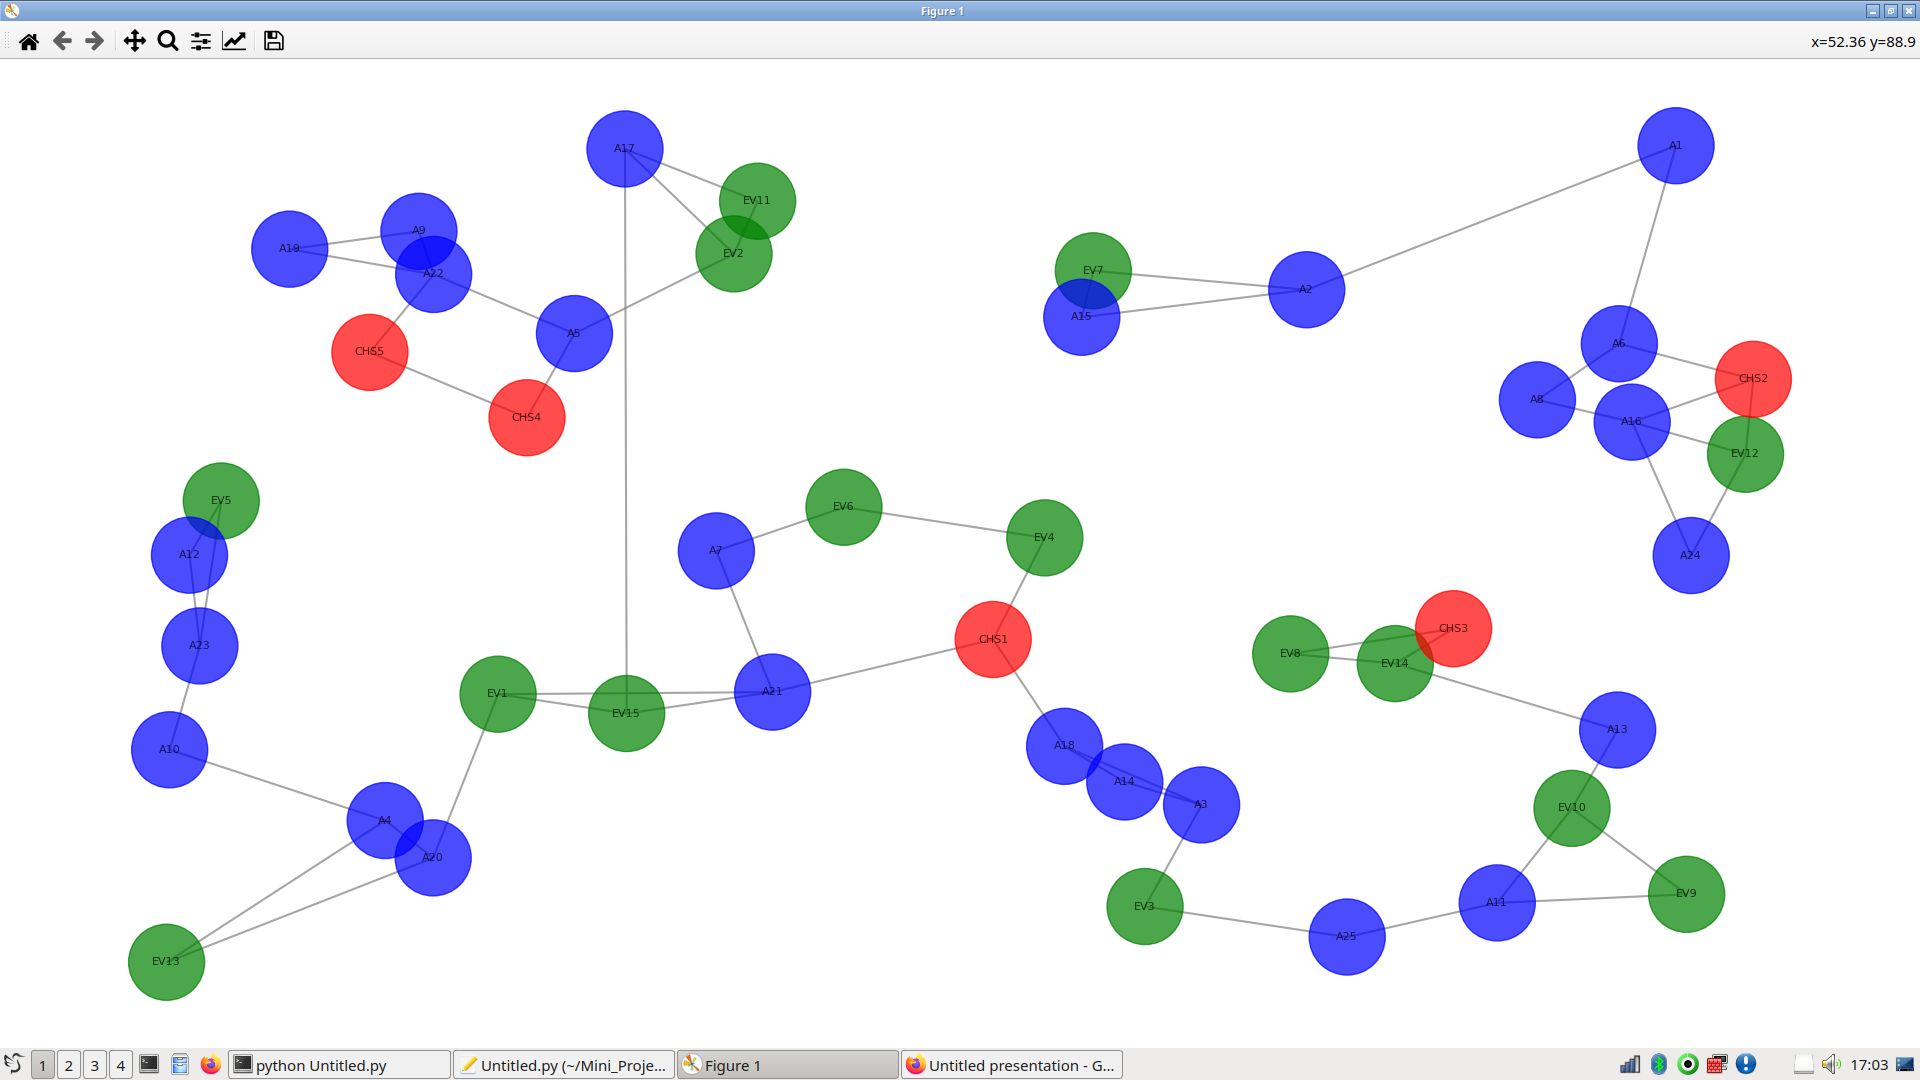 Figure 1
x=52.36 y=88.9
A17
A1
EV11
A9
A19
EV2
EV7
A22
A2
A15
A5
A6
CHS5
CHS2
A8
CHS4
A16
EV12
EV5
EV6
EV4
A7
A12
A24
CHS3
CHS1
A23
EV8
EV14
EV1
A21
EV15
A13
A18
A10
A14
A3
EV10
A4
A20
EV9
A11
EV3
A25
EV13
1 2 3 4 python Untitled.py Untitled.py (~/Mini_Proje... Figure 1 Untitled presentation - G... 17:03